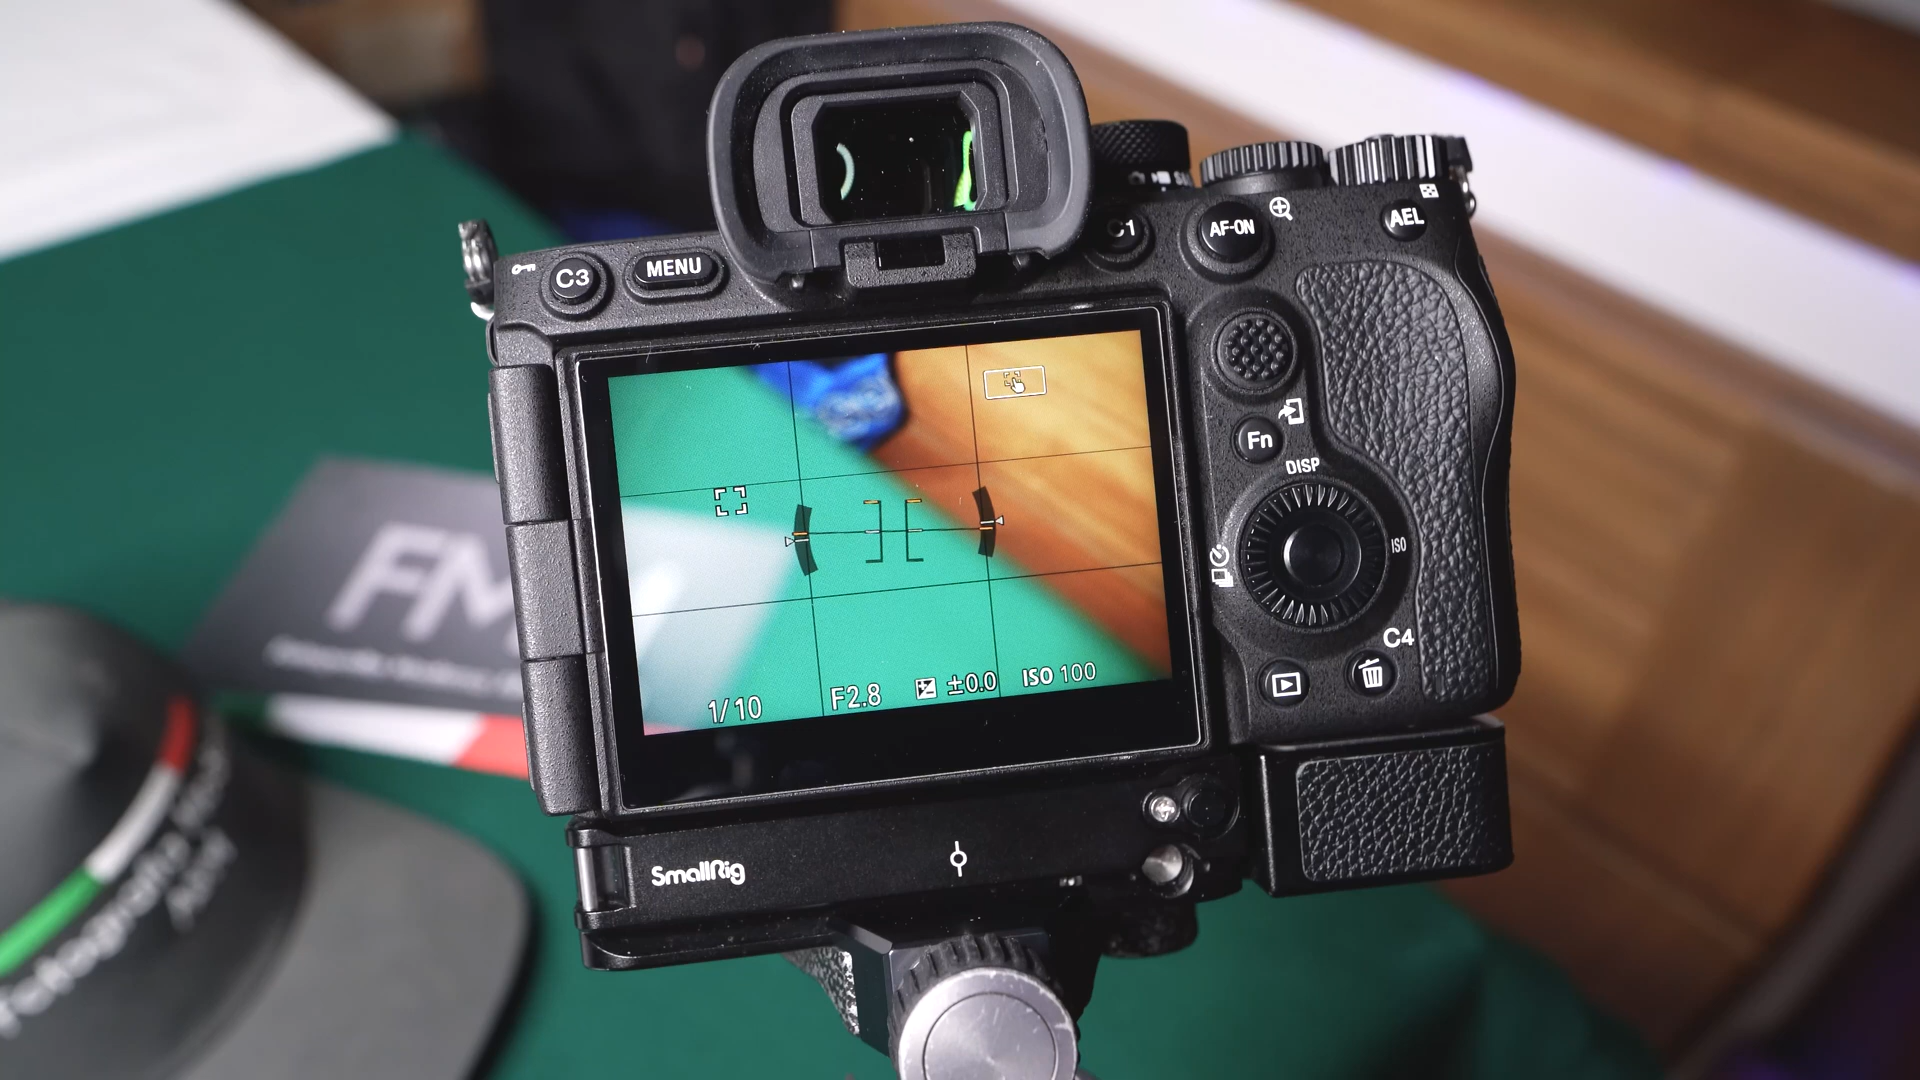 C3
MENU
C1
AF-ON
AEL
Fn
DISP
ISO
C4
1/10
F2.8
±0.0
ISO 100
SmallRig
FM